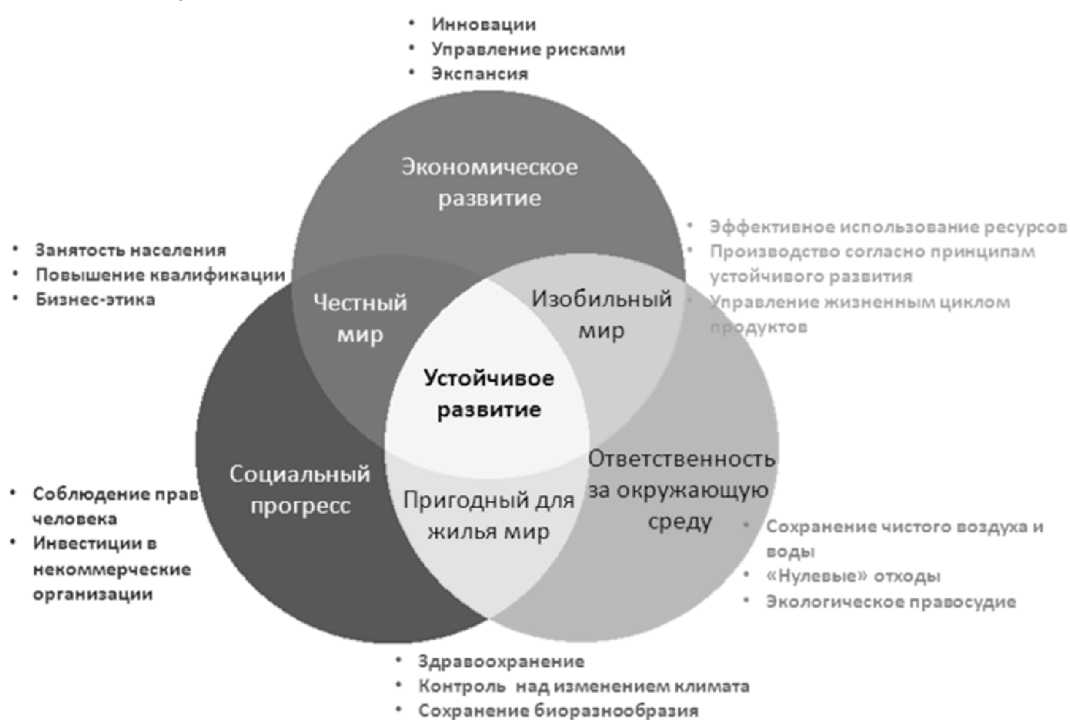 • Инновации
• Управление рисками
• Экспансия
Экономическое
развитие
• Эффективное использование ресурсов
• Производство согласно принципам
устойчивого развития
• Управление жизненным циклом
продуктов
• Занятость населения
• Повышение квалификации
• Бизнес-этика
Честный
мир
Изобильный
мир
Устойчивое
развитие
Социальный
прогресс
Пригодный для
жилья мир
Ответственность
за окружающую
среду
• Соблюдение прав
человека
• Инвестиции в
некоммерческие
организации
• Сохранение чистого воздуха и
воды
• «Нулевые» отходы
• Экологическое правосудие
• Здравоохранение
• Контроль над изменением климата
• Сохранение биоразнообразия